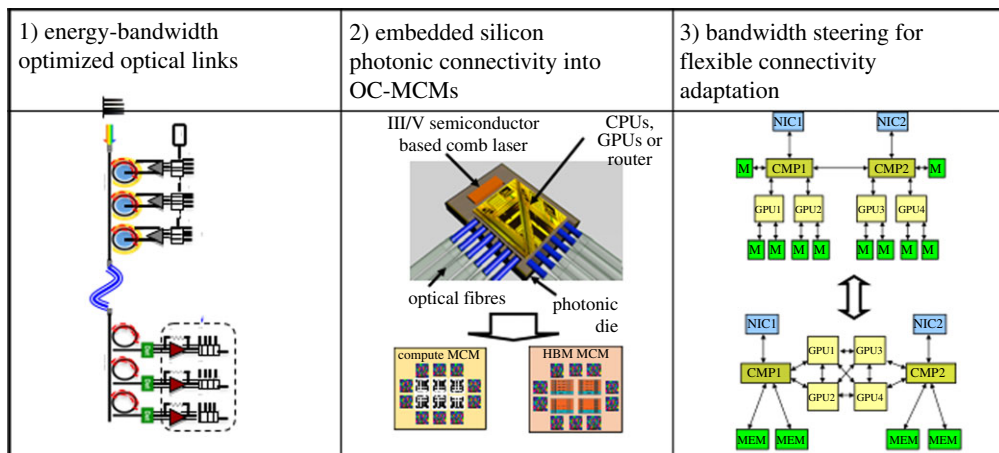 1) energy-bandwidth
optimized optical links
2) embedded silicon
photonic connectivity into
OC-MCMs
3) bandwidth steering for
flexible connectivity
adaptation
III/V semiconductor
based comb laser
CPUs,
GPUs or
router
optical fibres
photonic
die
compute MCM
HBM MCM
NIC1
NIC2
M
CMP1
CMP2
M
GPU1
GPU2
GPU3
GPU4
M
M
M
M
M
M
M
M
NIC1
NIC2
GPU1
GPU3
CMP1
CMP2
GPU2
GPU4
MEM
MEM
MEM
MEM